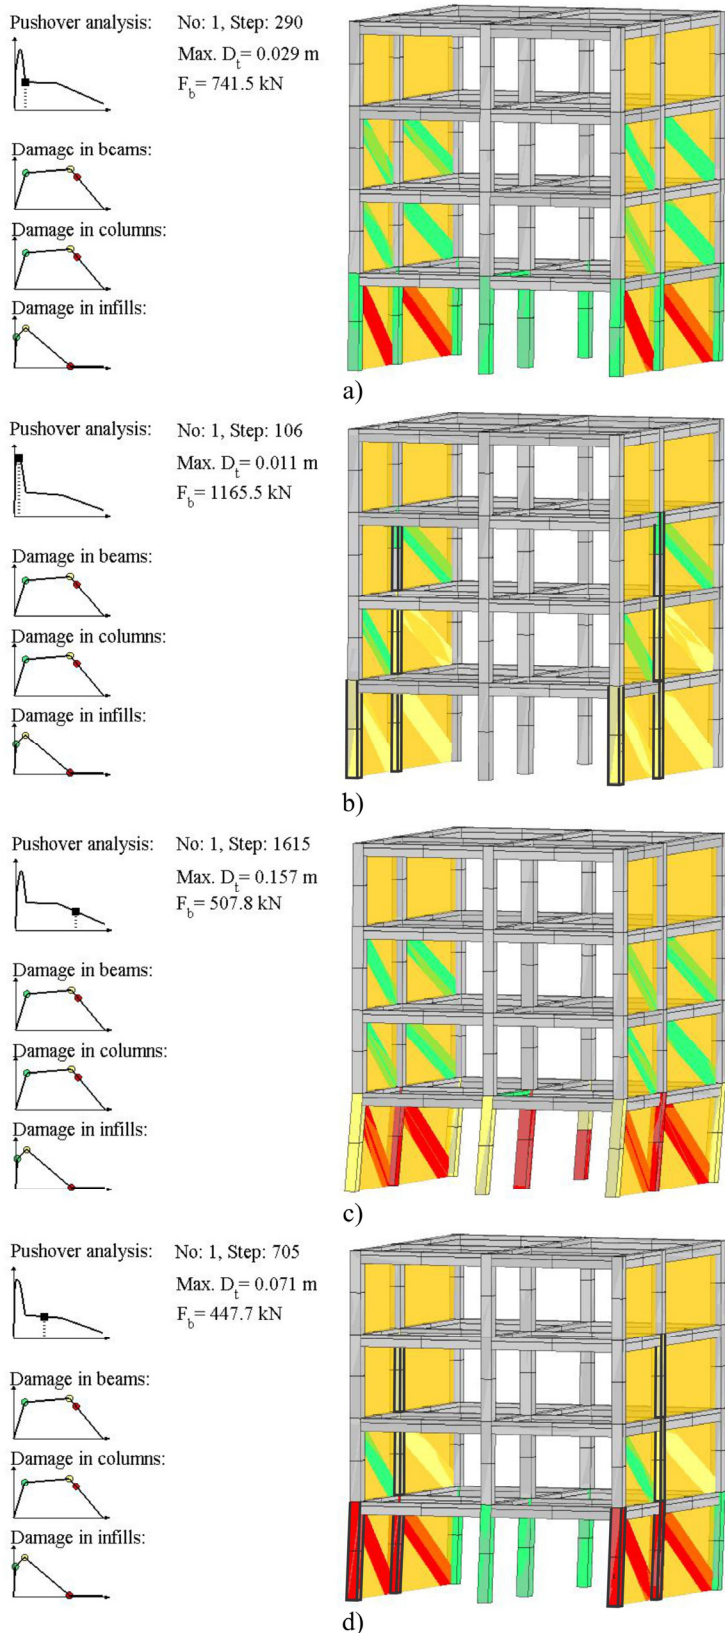 Pushover analysis: No: 1, Step: 290
Max. Dt= 0.029 m
Fb= 741.5 kN
Damage in beams:
Damage in columns:
Damage in infills:
a)
Pushover analysis: No: 1, Step: 106
Max. Dt= 0.011 m
Fb= 1165.5 kN
Damage in beams:
Damage in columns:
Damage in infills:
b)
Pushover analysis: No: 1, Step: 1615
Max. Dt= 0.157 m
Fb= 507.8 kN
Damage in beams:
Damage in columns:
Damage in infills:
c)
Pushover analysis: No: 1, Step: 705
Max. Dt= 0.071 m
Fb= 447.7 kN
Damage in beams:
Damage in columns:
Damage in infills:
d)